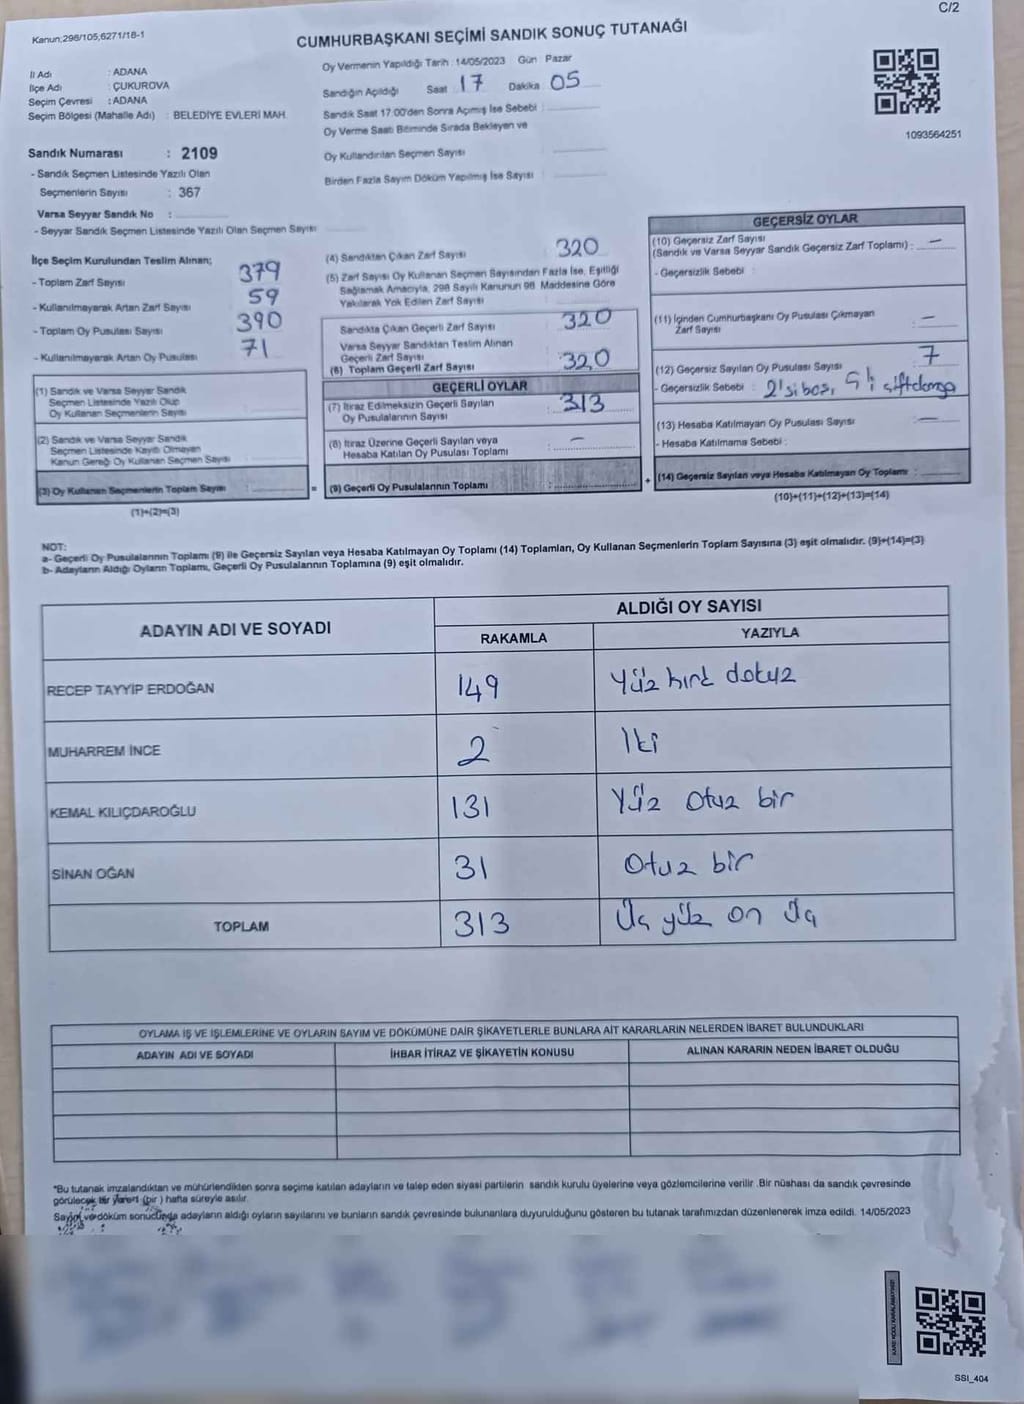 C/2
Kanun;298/105,6271/18-1
CUMHURBAŞKANI SEÇİMİ SANDIK SONUÇ TUTANAĞI
İl Adı : ADANA
İlçe Adı : ÇUKUROVA
Seçim Çevresi : ADANA
Seçim Bölgesi (Mahalle Adı) : BELEDİYE EVLERİ MAH.
Sandık Numarası : 2109
- Sandık Seçmen Listesinde Yazılı Olan
Seçmenlerin Sayısı : 367
Varsa Seyyar Sandık No :
- Seyyar Sandık Seçmen Listesinde Yazılı Olan Seçmen Sayısı
Oy Vermenin Yapıldığı Tarih : 14/05/2023 Gün : Pazar
Sandığın Açıldığı Saat 17 Dakika 05
Sandık Saat 17.00'den Sonra Açımış İse Sebebi :
Oy Verme Saati Bitiminde Sırada Bekleyen ve
Oy Kullandırılan Seçmen Sayısı
Birden Fazla Sayım Döküm Yapılmış İse Sayısı :
1093564251
İlçe Seçim Kurulundan Teslim Alınan;
- Toplam Zarf Sayısı 379
- Kullanılmayarak Artan Zarf Sayısı 59
- Toplam Oy Pusulası Sayısı 390
- Kullanılmayarak Artan Oy Pusulası 71
(1) Sandık ve Varsa Seyyar Sandık
Seçmen Listesinde Yazılı Olup
Oy Kullanan Seçmenlerin Sayısı
(2) Sandık ve Varsa Seyyar Sandık
Seçmen Listesinde Kayıtlı Olmayan
Kanun Gereği Oy Kullanan Seçmen Sayısı
(3) Oy Kullanan Seçmenlerin Toplam Sayısı :
(1)+(2)=(3)
(4) Sandıktan Çıkan Zarf Sayısı 320
(5) Zarf Sayısı Oy Kullanan Seçmen Sayısından Fazla İse, Eşitliği
Sağlamak Amacıyla, 298 Sayılı Kanunun 98. Maddesine Göre
Yakılarak Yok Edilen Zarf Sayısı
Sandıkta Çıkan Geçerli Zarf Sayısı 320
Varsa Seyyar Sandıktan Teslim Alınan
Geçerli Zarf Sayısı
(6) Toplam Geçerli Zarf Sayısı 320
GEÇERLİ OYLAR
(7) İtiraz Edilmeksizin Geçerli Sayılan
Oy Pusulalarının Sayısı : 313
(8) İtiraz Üzerine Geçerli Sayılan veya
Hesaba Katılan Oy Pusulası Toplamı : -
= (9) Geçerli Oy Pusulalarının Toplamı :
GEÇERSİZ OYLAR
(10) Geçersiz Zarf Sayısı
(Sandık ve Varsa Seyyar Sandık Geçersiz Zarf Toplamı) : -
- Geçersizlik Sebebi :
(11) İçinden Cumhurbaşkanı Oy Pusulası Çıkmayan
Zarf Sayısı : -
(12) Geçersiz Sayılan Oy Pusulası Sayısı : 7
- Geçersizlik Sebebi : 2'si boş,
(13) Hesaba Katılmayan Oy Pusulası Sayısı : -
- Hesaba Katılmama Sebebi :
+ (14) Geçersiz Sayılan veya Hesaba Katılmayan Oy Toplamı :
(10)+(11)+(12)+(13)=(14)
NOT:
a- Geçerli Oy Pusulalarının Toplamı (9) ile Geçersiz Sayılan veya Hesaba Katılmayan Oy Toplamı (14) Toplamları, Oy Kullanan Seçmenlerin Toplam Sayısına (3) eşit olmalıdır. (9)+(14)=(3)
b- Adayların Aldığı Oyların Toplamı, Geçerli Oy Pusulalarının Toplamına (9) eşit olmalıdır.
ADAYIN ADI VE SOYADI
ALDIĞI OY SAYISI
RAKAMLA YAZIYLA
RECEP TAYYİP ERDOĞAN 149 Yüz kırk dokuz
MUHARREM İNCE 2 İki
KEMAL KILIÇDAROĞLU 131 Yüz otuz bir
SİNAN OĞAN 31 Otuz bir
TOPLAM 313 Üç yüz on üç
OYLAMA İŞ VE İŞLEMLERİNE VE OYLARIN SAYIM VE DÖKÜMÜNE DAİR ŞİKAYETLERLE BUNLARA AİT KARARLARIN NELERDEN İBARET BULUNDUKLARI
ADAYIN ADI VE SOYADI İHBAR İTİRAZ VE ŞİKAYETİN KONUSU ALINAN KARARIN NEDEN İBARET OLDUĞU
*Bu tutanak imzalandıktan ve mühürlendikten sonra seçime katılan adayların ve talep eden siyasi partilerin sandık kurulu üyelerine veya gözlemcilerine verilir .Bir nüshası da sandık çevresinde
görülecek bir yere1 (bir ) hafta süreyle asılır.
Sayım ve döküm sonucunda adayların aldığı oyların sayılarını ve bunların sandık çevresinde bulunanlara duyurulduğunu gösteren bu tutanak tarafımızdan düzenlenerek imza edildi. 14/05/2023
KARE KODU KARALAMAYINIZ!
SSI_404